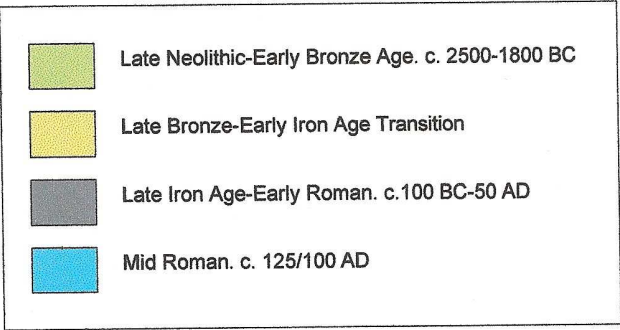 Late Neolithic-Early Bronze Age. c. 2500-1800 BC
Late Bronze-Early Iron Age Transition
Late Iron Age-Early Roman. c.100 BC-50 AD
Mid Roman. c. 125/100 AD